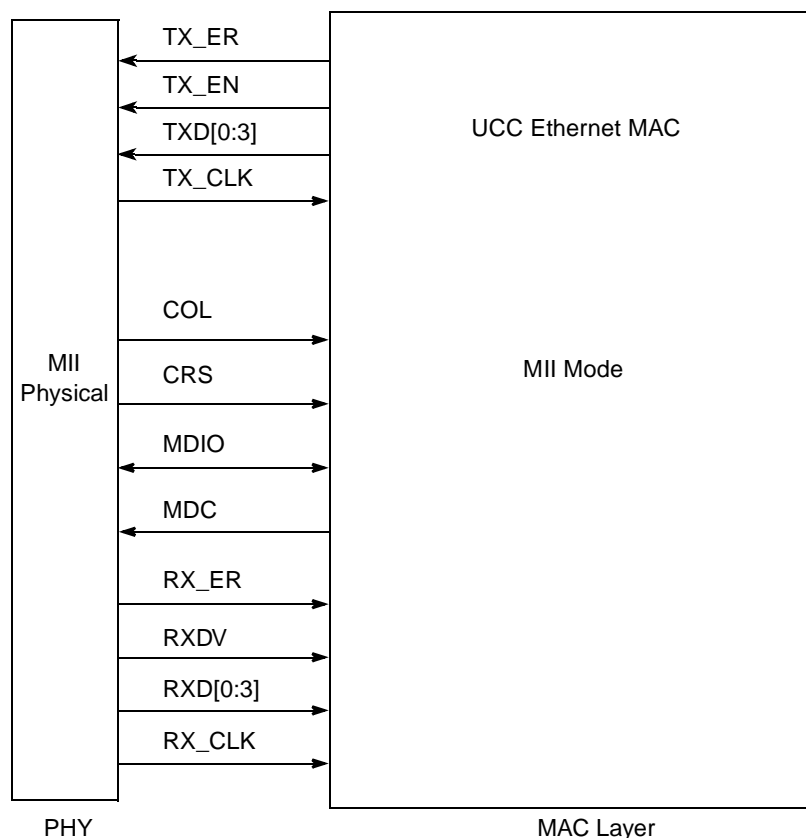 TX_ER
TX_EN
TXD[0:3]
UCC Ethernet MAC
TX_CLK
COL
MII
Physical
CRS
MII Mode
MDIO
MDC
RX_ER
RXDV
RXD[0:3]
RX_CLK
PHY
MAC Layer